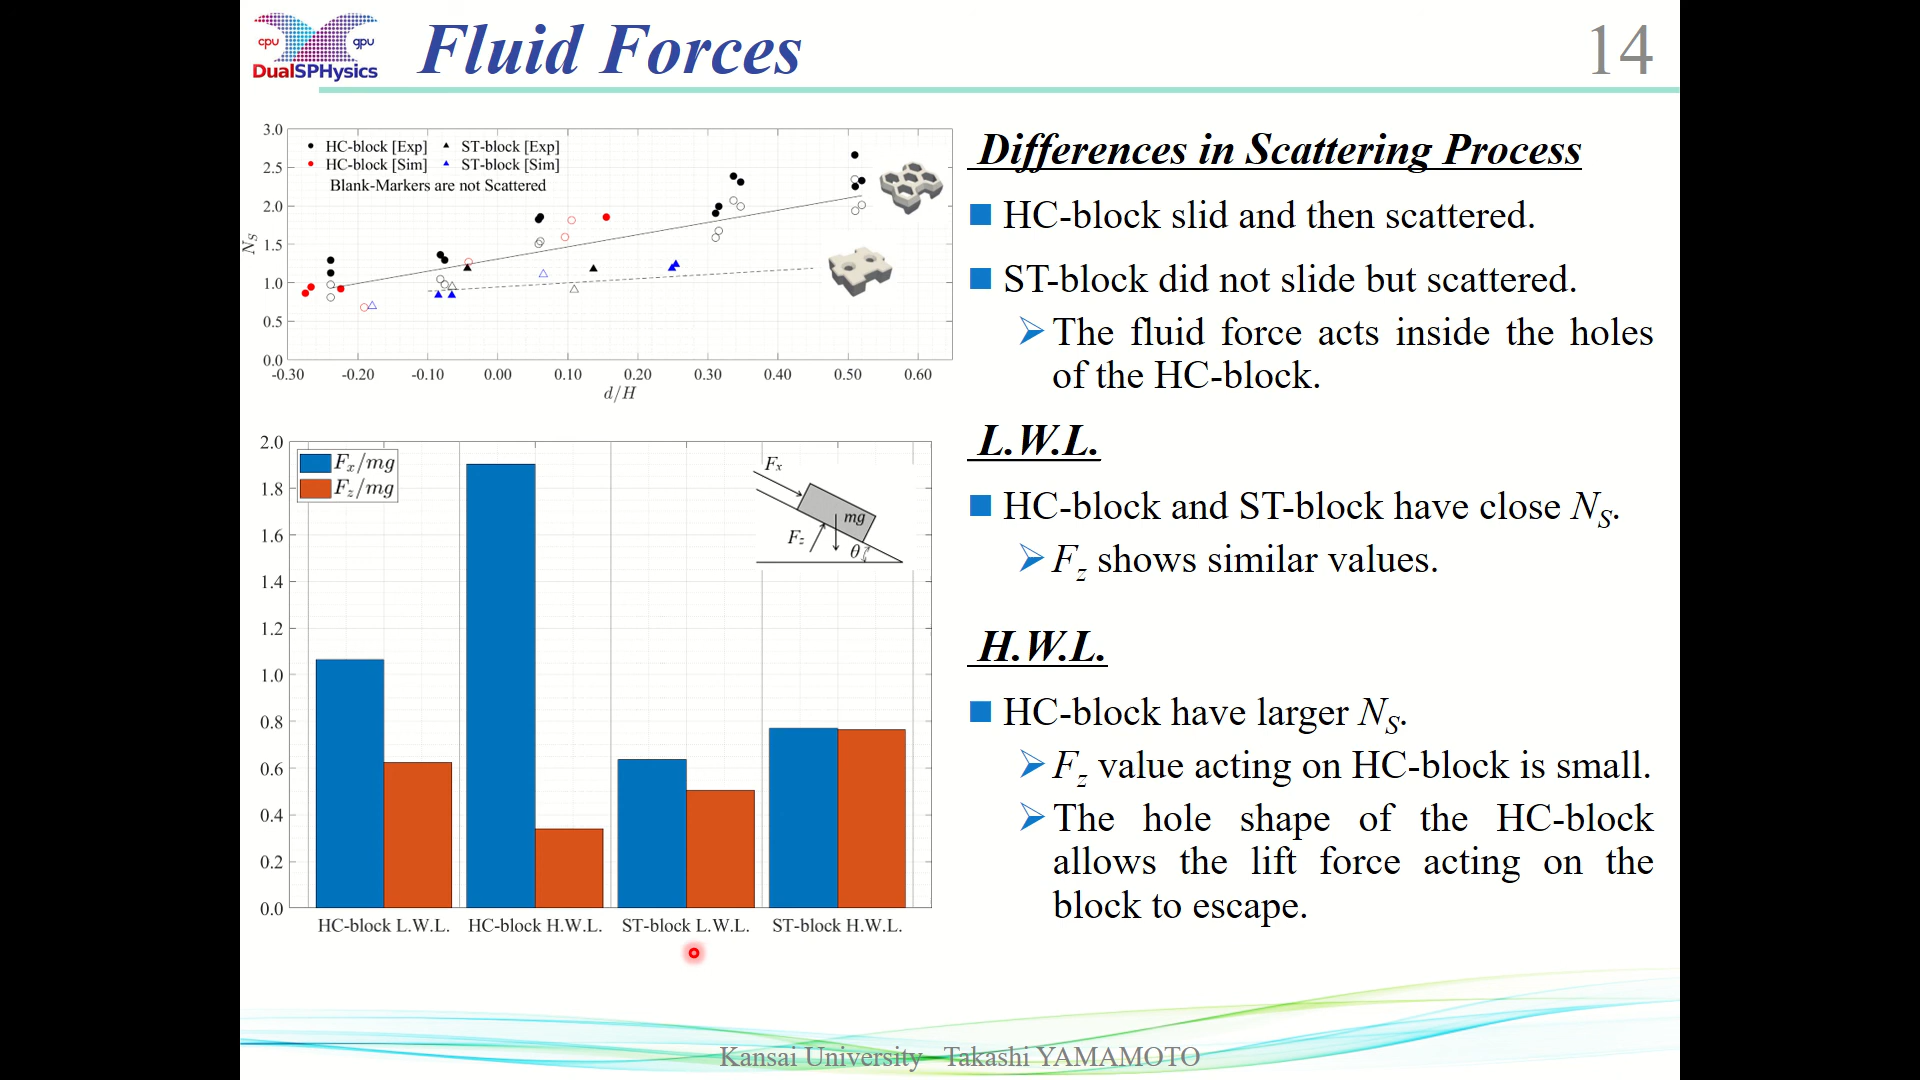 cpu gpu
DualSPHysics
Fluid Forces
14
3.0
2.5
2.0
1.5
1.0
0.5
0.0
N_S
HC-block [Exp] ST-block [Exp]
HC-block [Sim] ST-block [Sim]
Blank-Markers are not Scattered
-0.30 -0.20 -0.10 0.00 0.10 0.20 0.30 0.40 0.50 0.60
d/H
2.0
1.8
1.6
1.4
1.2
1.0
0.8
0.6
0.4
0.2
0.0
F_x/mg
F_z/mg
F_x
mg
F_z
θ
HC-block L.W.L. HC-block H.W.L. ST-block L.W.L. ST-block H.W.L.
Differences in Scattering Process
HC-block slid and then scattered.
ST-block did not slide but scattered.
The fluid force acts inside the holes
of the HC-block.
L.W.L.
HC-block and ST-block have close N_S.
F_z shows similar values.
H.W.L.
HC-block have larger N_S.
F_z value acting on HC-block is small.
The hole shape of the HC-block
allows the lift force acting on the
block to escape.
Kansai University Takashi YAMAMOTO